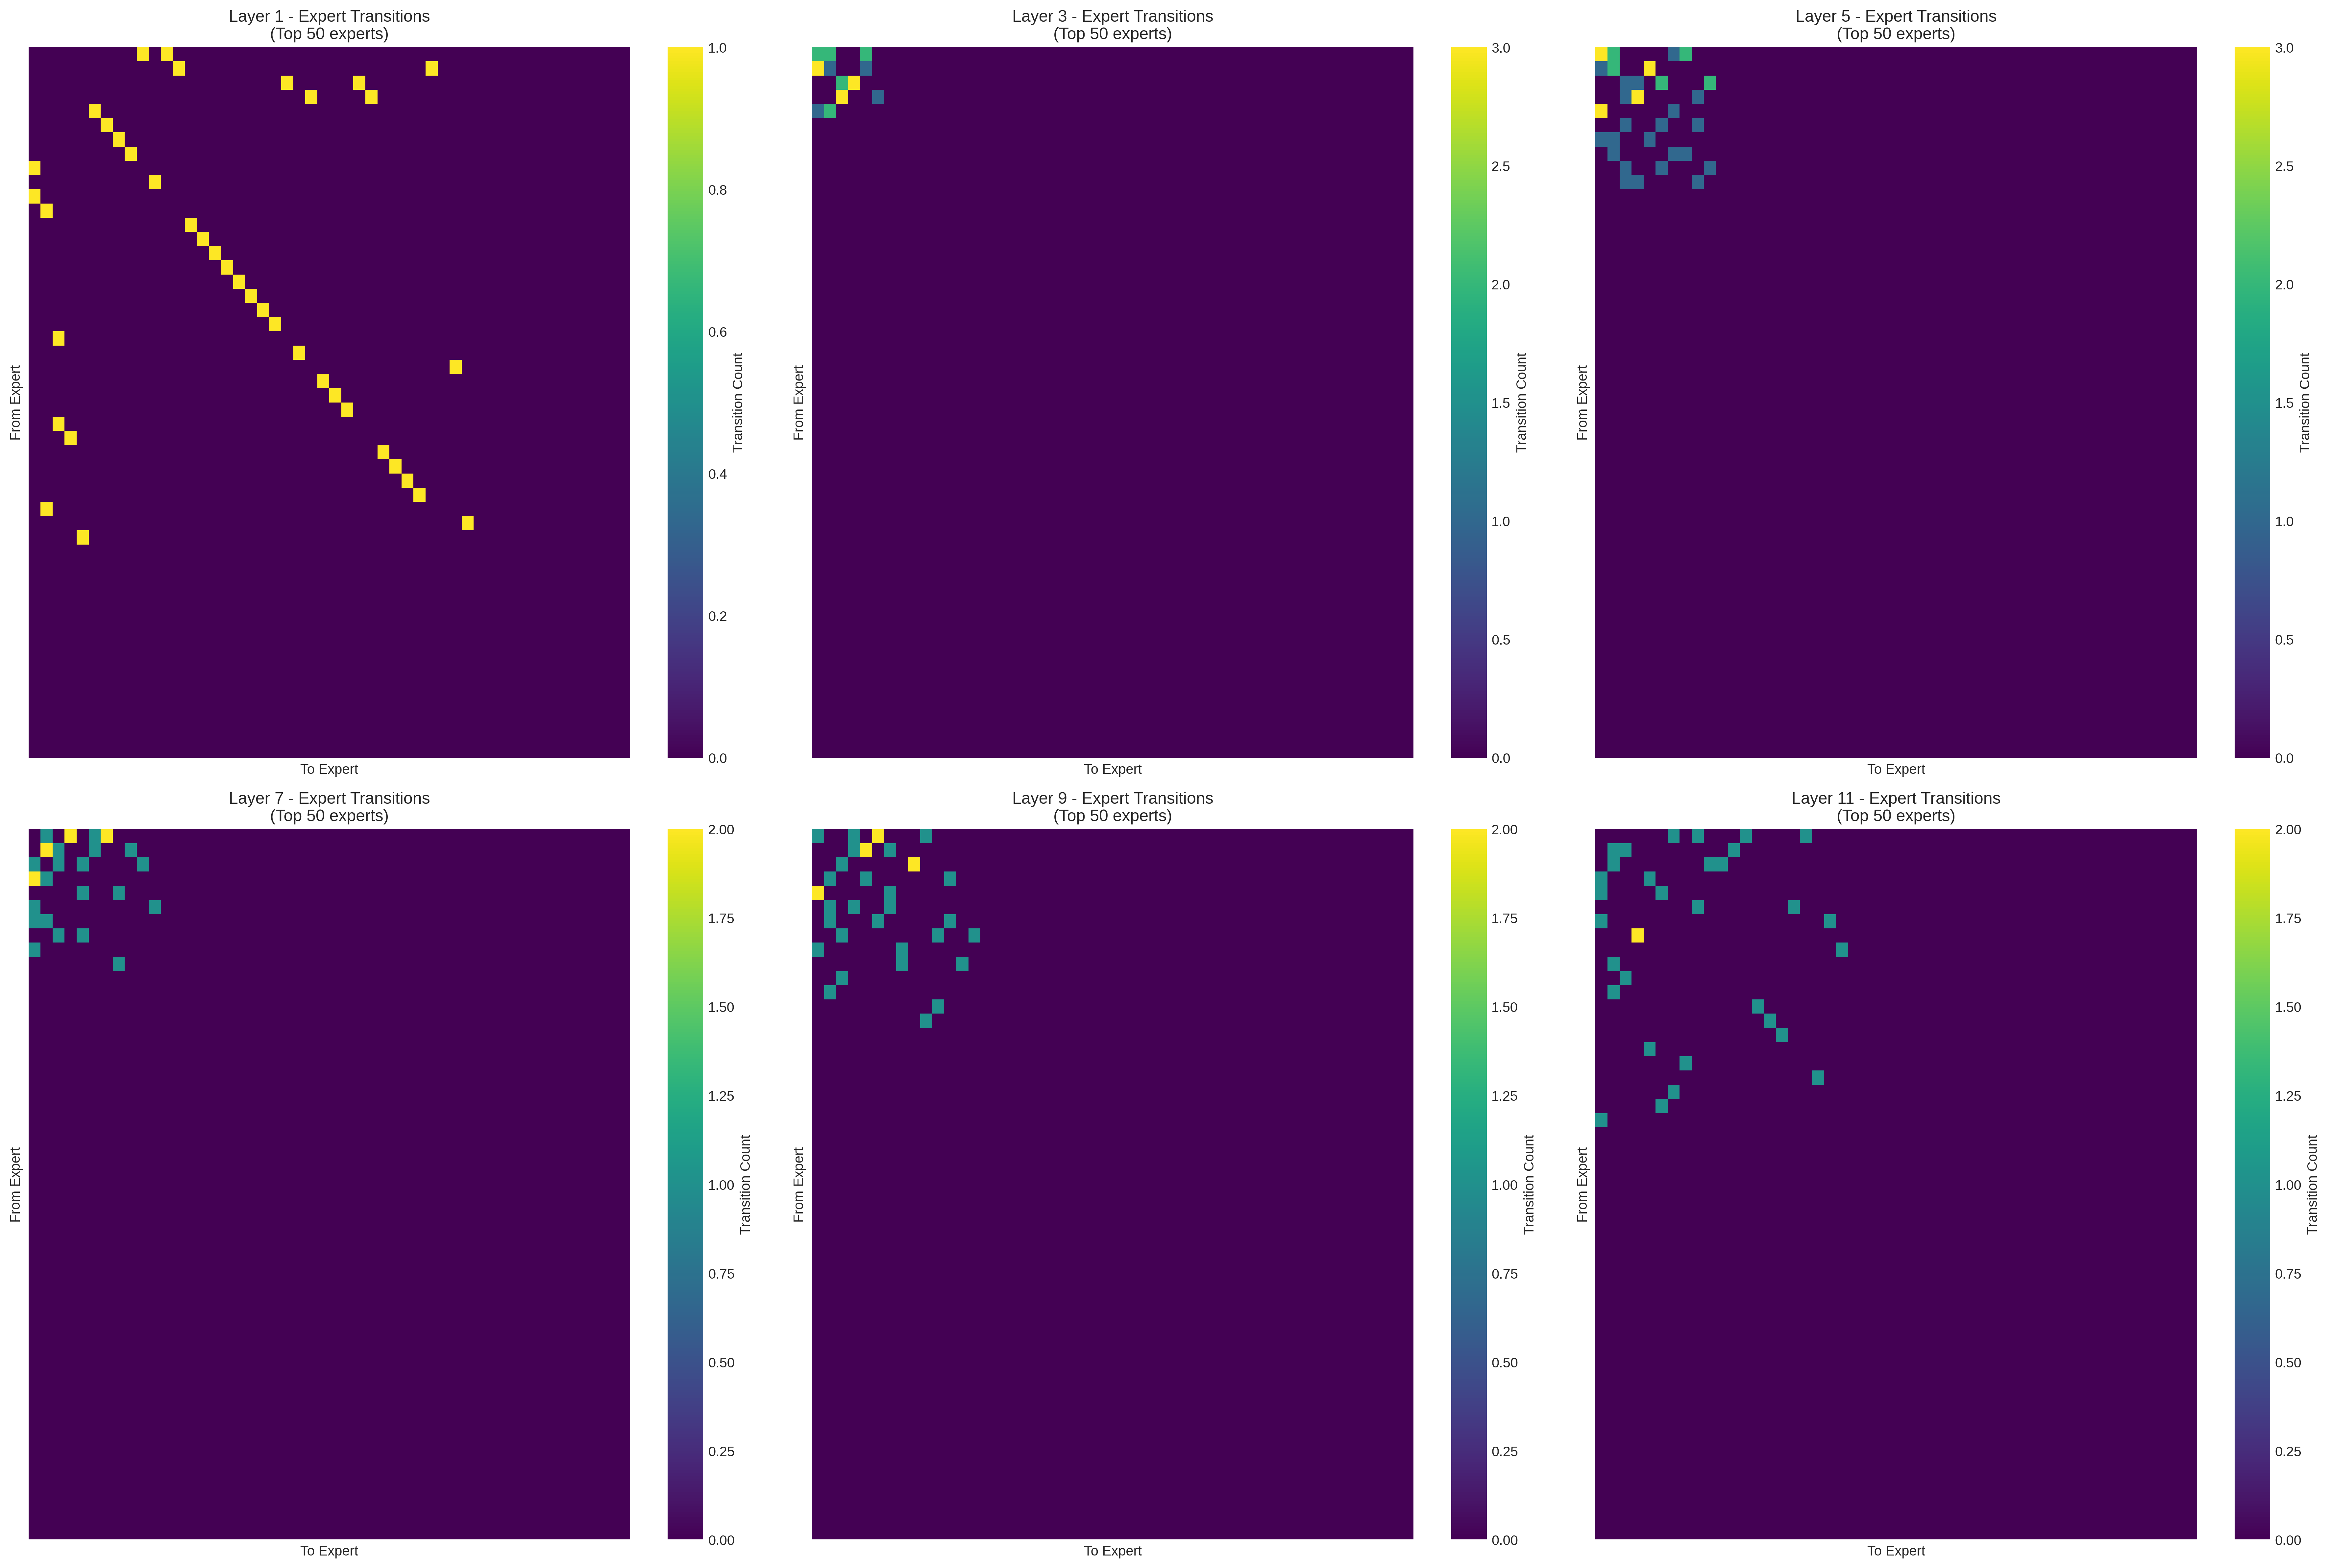 Layer 1 - Expert Transitions
(Top 50 experts)
From Expert
To Expert
1.0
0.8
0.6
0.4
0.2
0.0
Transition Count
Layer 3 - Expert Transitions
(Top 50 experts)
From Expert
To Expert
3.0
2.5
2.0
1.5
1.0
0.5
0.0
Transition Count
Layer 5 - Expert Transitions
(Top 50 experts)
From Expert
To Expert
3.0
2.5
2.0
1.5
1.0
0.5
0.0
Transition Count
Layer 7 - Expert Transitions
(Top 50 experts)
From Expert
To Expert
2.00
1.75
1.50
1.25
1.00
0.75
0.50
0.25
0.00
Transition Count
Layer 9 - Expert Transitions
(Top 50 experts)
From Expert
To Expert
2.00
1.75
1.50
1.25
1.00
0.75
0.50
0.25
0.00
Transition Count
Layer 11 - Expert Transitions
(Top 50 experts)
From Expert
To Expert
2.00
1.75
1.50
1.25
1.00
0.75
0.50
0.25
0.00
Transition Count